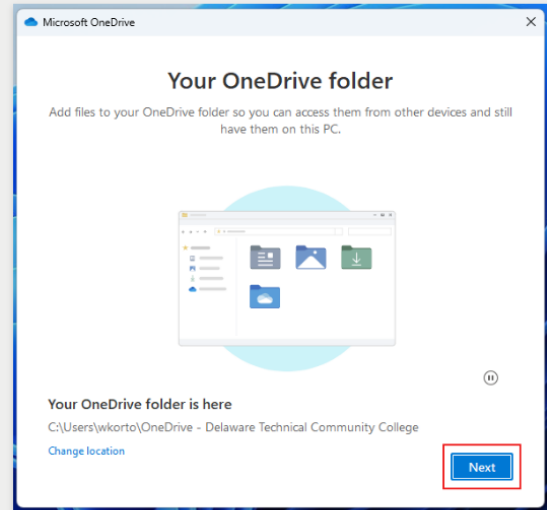 Microsoft OneDrive
Your OneDrive folder
Add files to your OneDrive folder so you can access them from other devices and still
have them on this PC.
Your OneDrive folder is here
C:\Users\wkorto\OneDrive - Delaware Technical Community College
Change location
Next